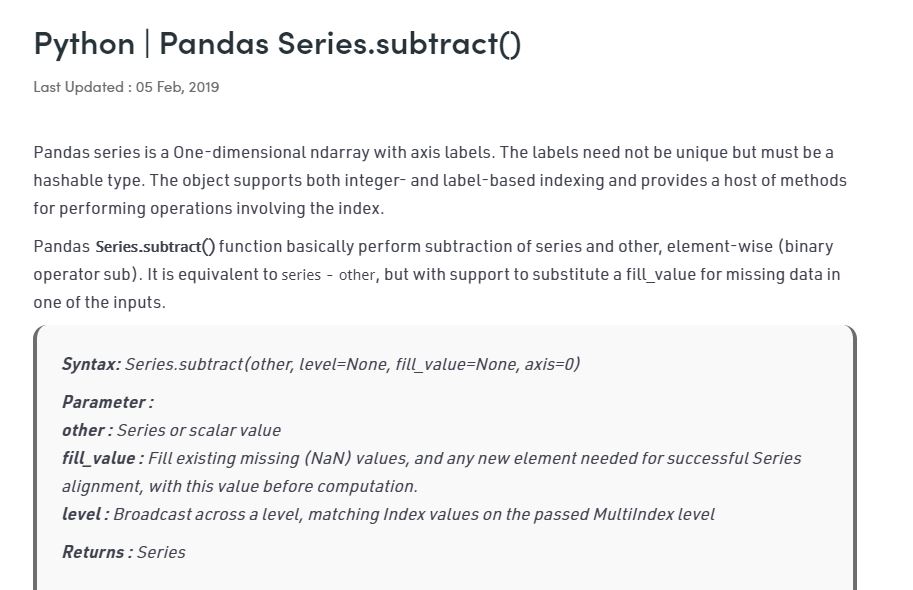 Python | Pandas Series.subtract()
Last Updated : 05 Feb, 2019
Pandas series is a One-dimensional ndarray with axis labels. The labels need not be unique but must be a
hashable type. The object supports both integer- and label-based indexing and provides a host of methods
for performing operations involving the index.
Pandas Series.subtract() function basically perform subtraction of series and other, element-wise (binary
operator sub). It is equivalent to series - other, but with support to substitute a fill_value for missing data in
one of the inputs.
Syntax: Series.subtract(other, level=None, fill_value=None, axis=0)
Parameter :
other : Series or scalar value
fill_value : Fill existing missing (NaN) values, and any new element needed for successful Series
alignment, with this value before computation.
level : Broadcast across a level, matching Index values on the passed MultiIndex level
Returns : Series